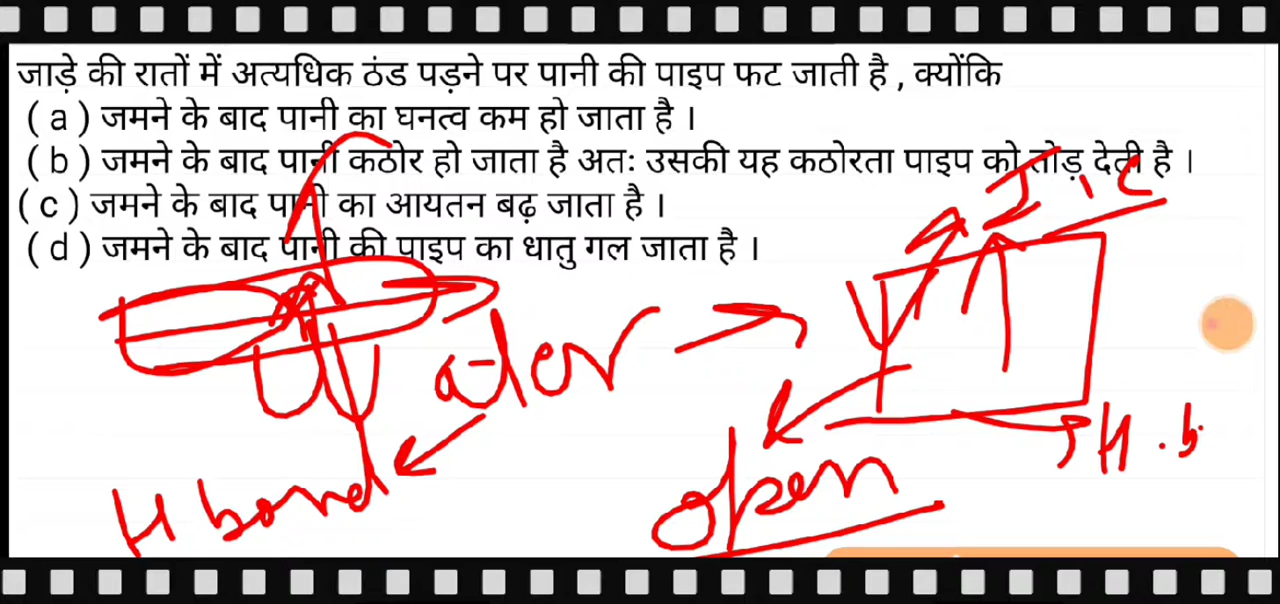 जाड़े की रातों में अत्यधिक ठंड पड़ने पर पानी की पाइप फट जाती है , क्योंकि
( a ) जमने के बाद पानी का घनत्व कम हो जाता है ।
( b ) जमने के बाद पानी कठोर हो जाता है अतः उसकी यह कठोरता पाइप को तोड़ देती है ।
( c ) जमने के बाद पानी का आयतन बढ़ जाता है ।
( d ) जमने के बाद पानी की पाइप का धातु गल जाता है ।
Water
H bond
open
H . b